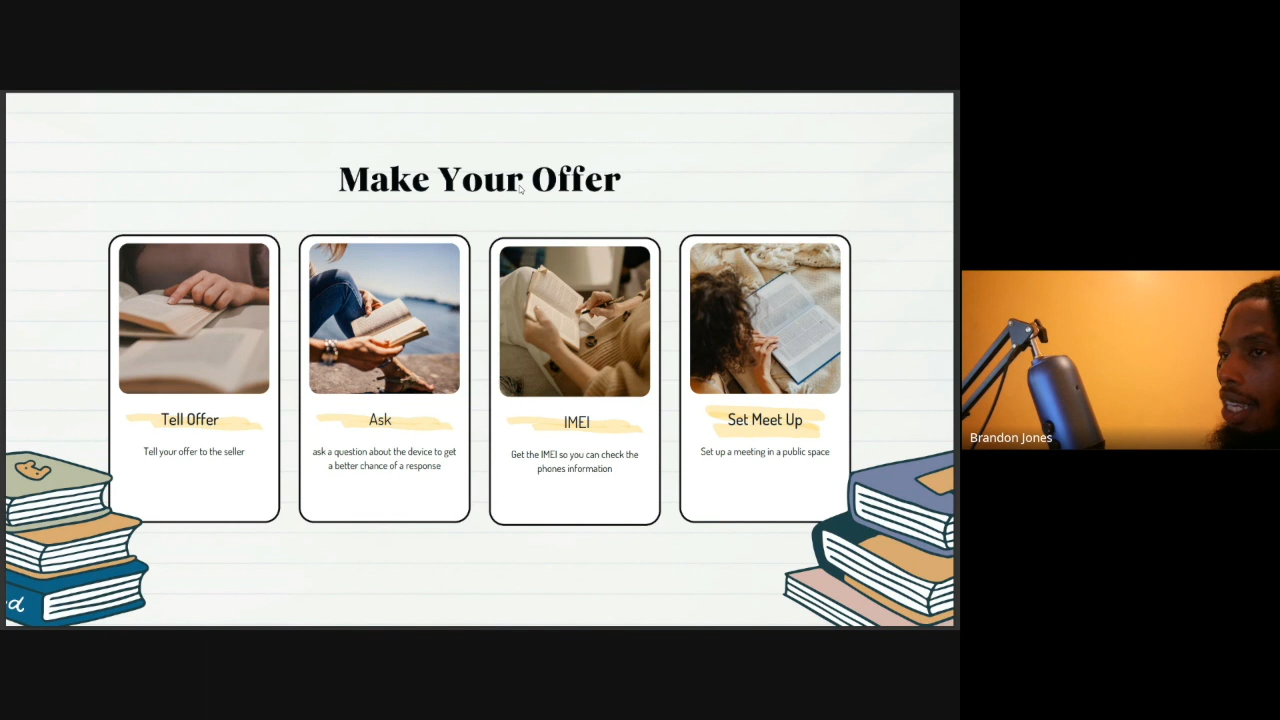 Make Your Offer
Tell Offer
Tell your offer to the seller
Ask
ask a question about the device to get
a better chance of a response
IMEI
Get the IMEI so you can check the
phones information
Set Meet Up
Set up a meeting in a public space
Brandon Jones